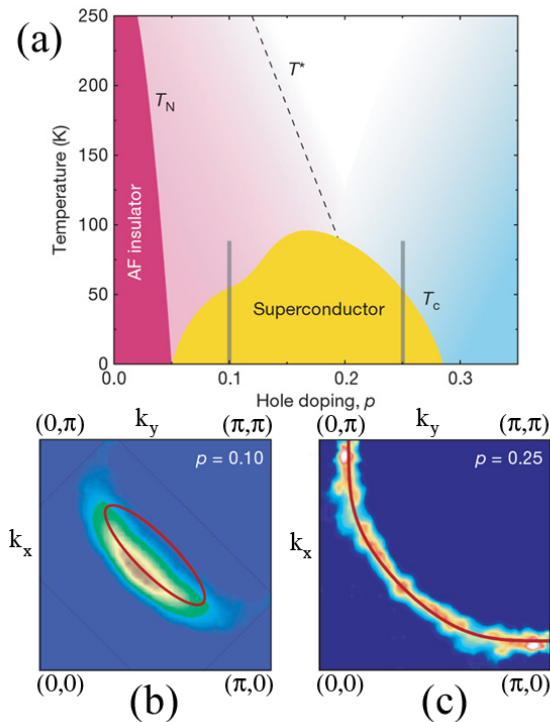 (a)
250
200
150
100
50
0
Temperature (K)
AF insulator
T_N
T*
Superconductor
T_c
0.0 0.1 0.2 0.3
Hole doping, p
(0,π) k_y (π,π)
p = 0.10
k_x
(0,0) (π,0)
(b)
(0,π) k_y (π,π)
p = 0.25
k_x
(0,0) (π,0)
(c)